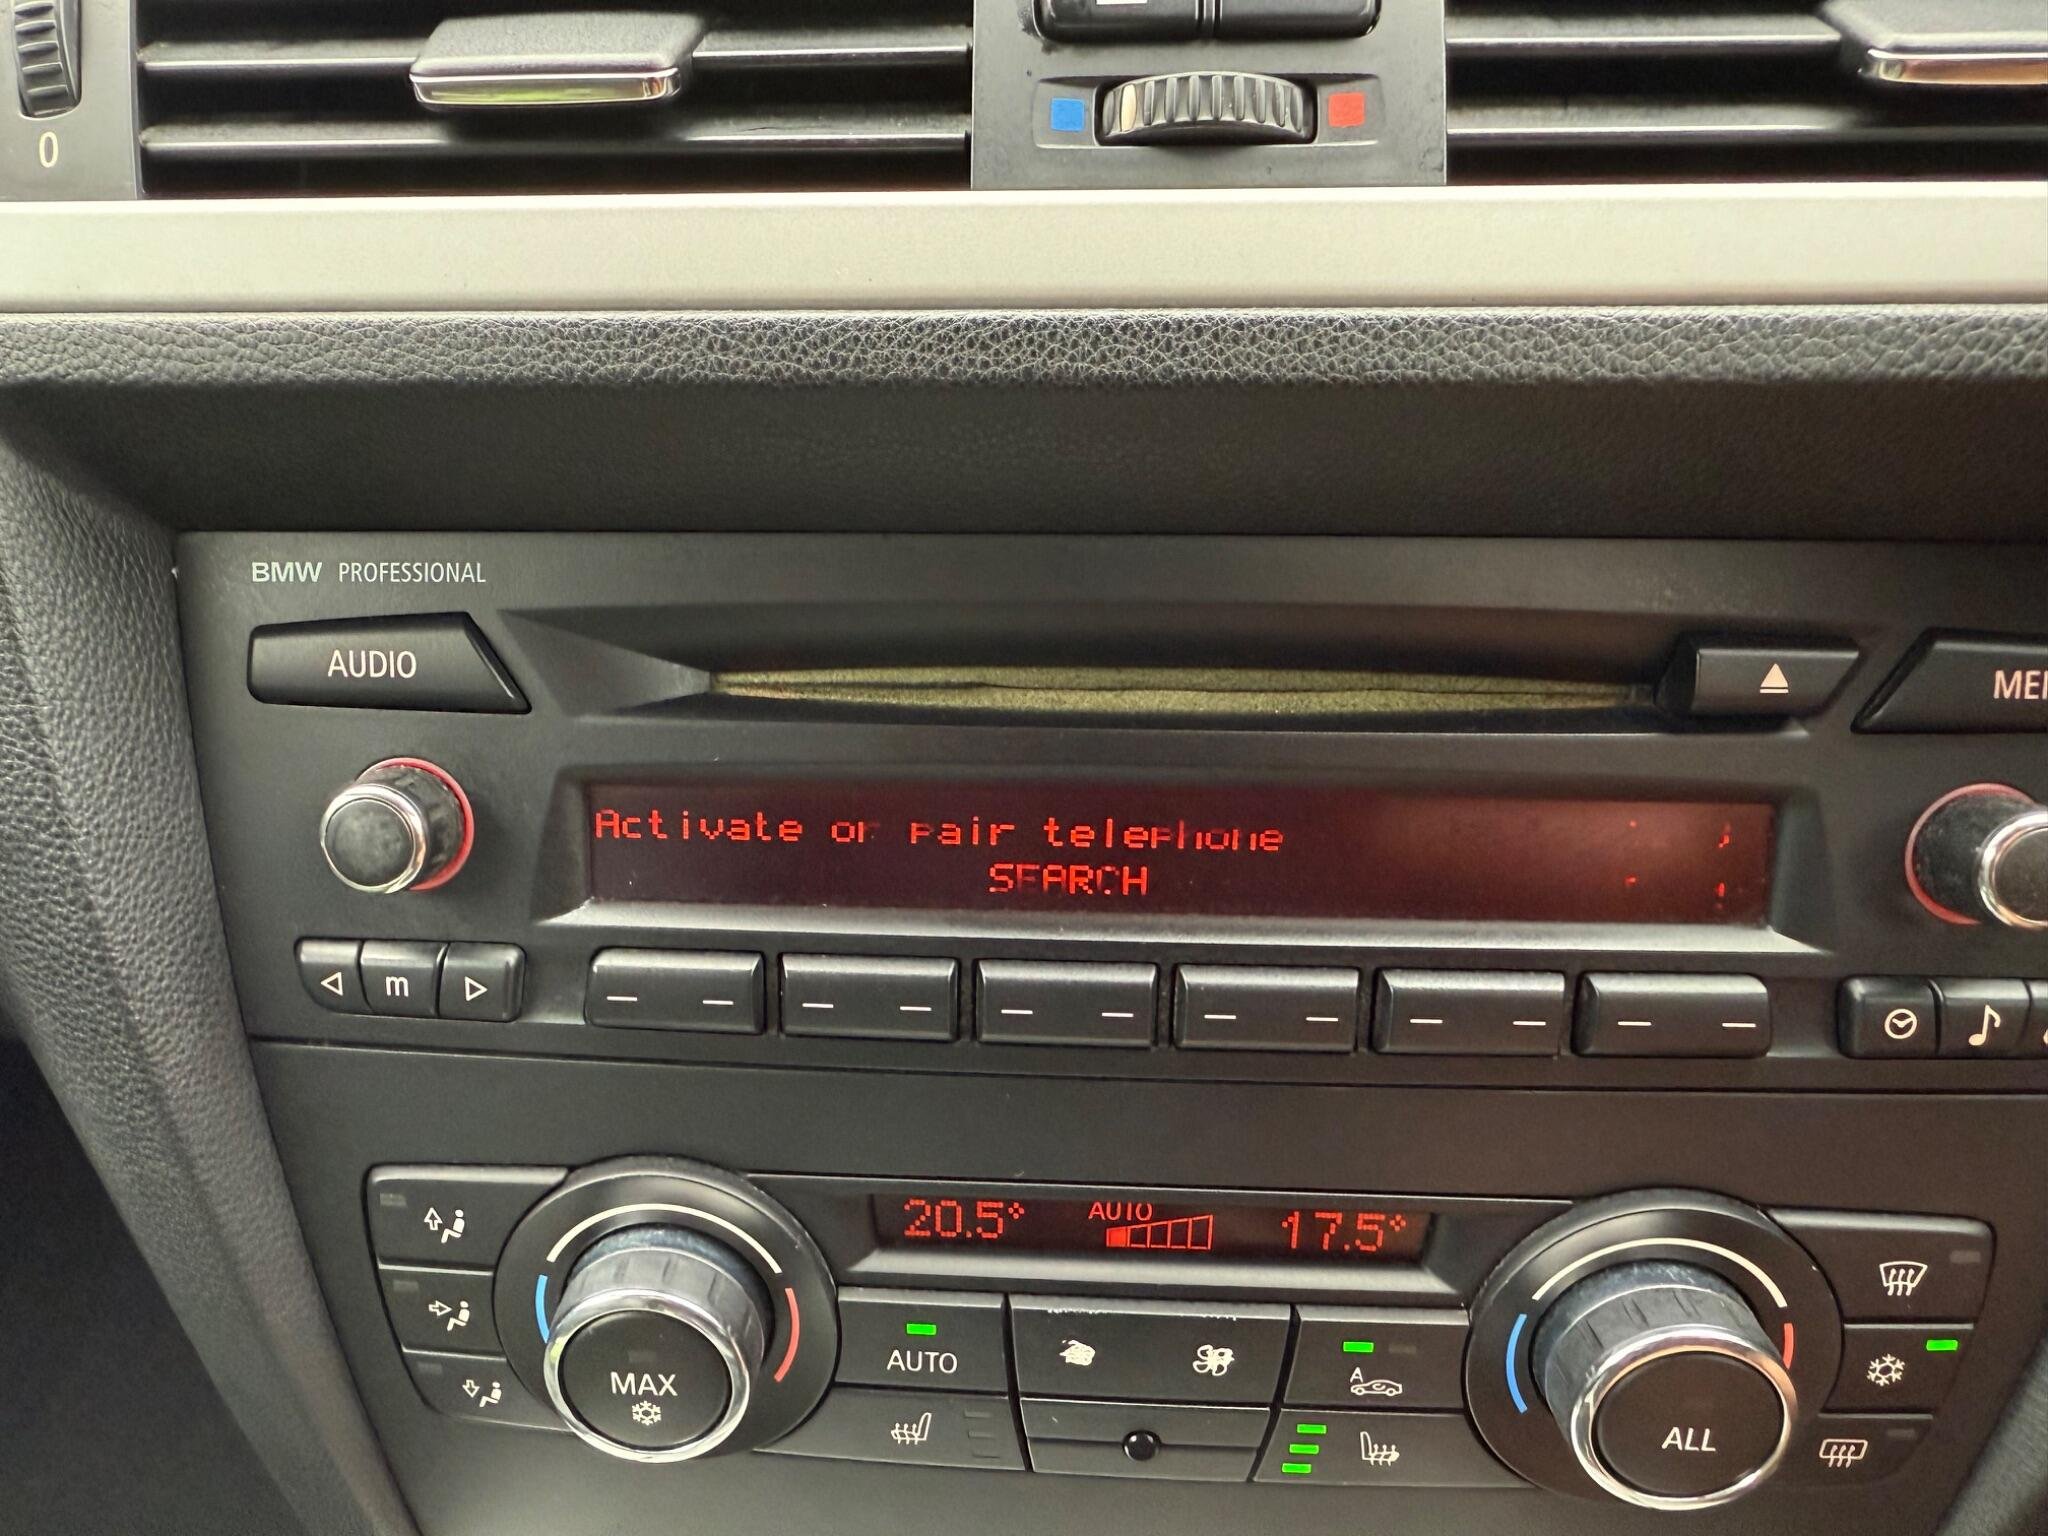 0
BMW PROFESSIONAL
AUDIO
Activate or pair telephone
SEARCH
m
20.5°
AUTO
17.5°
AUTO
A
MAX
ALL